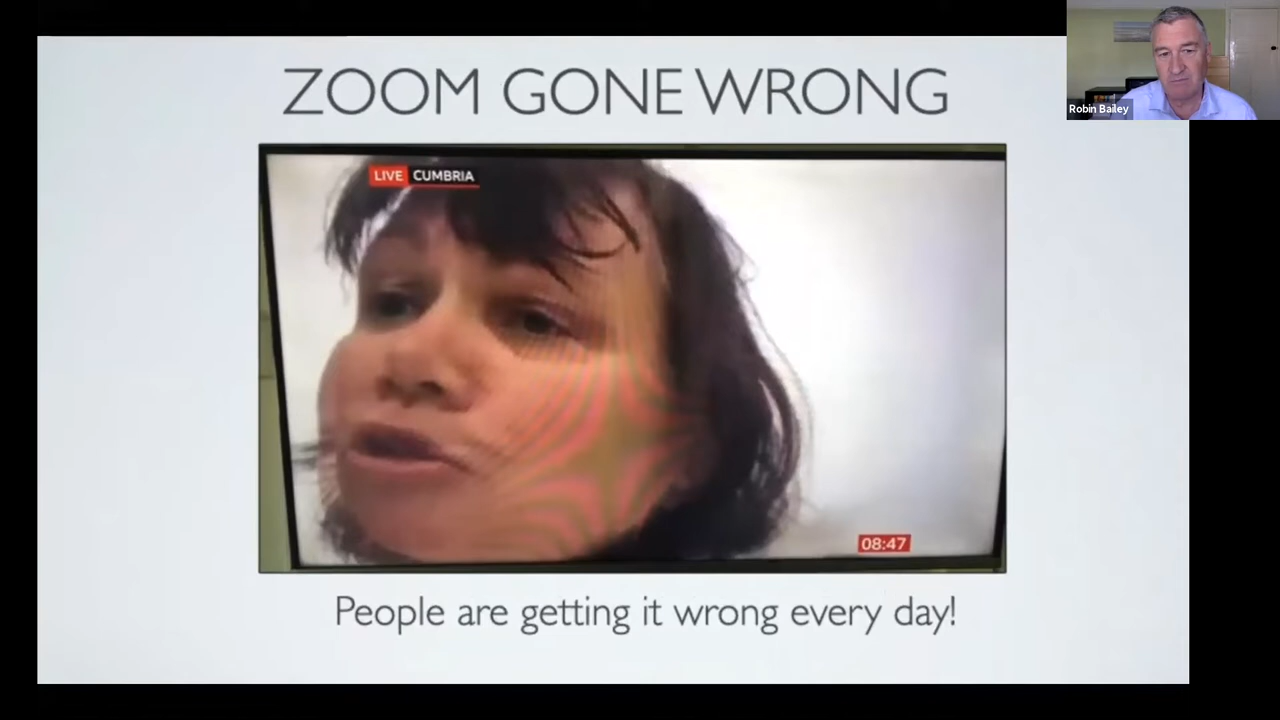 ZOOM GONE WRONG
Robin Bailey
LIVE CUMBRIA
08:47
People are getting it wrong every day!